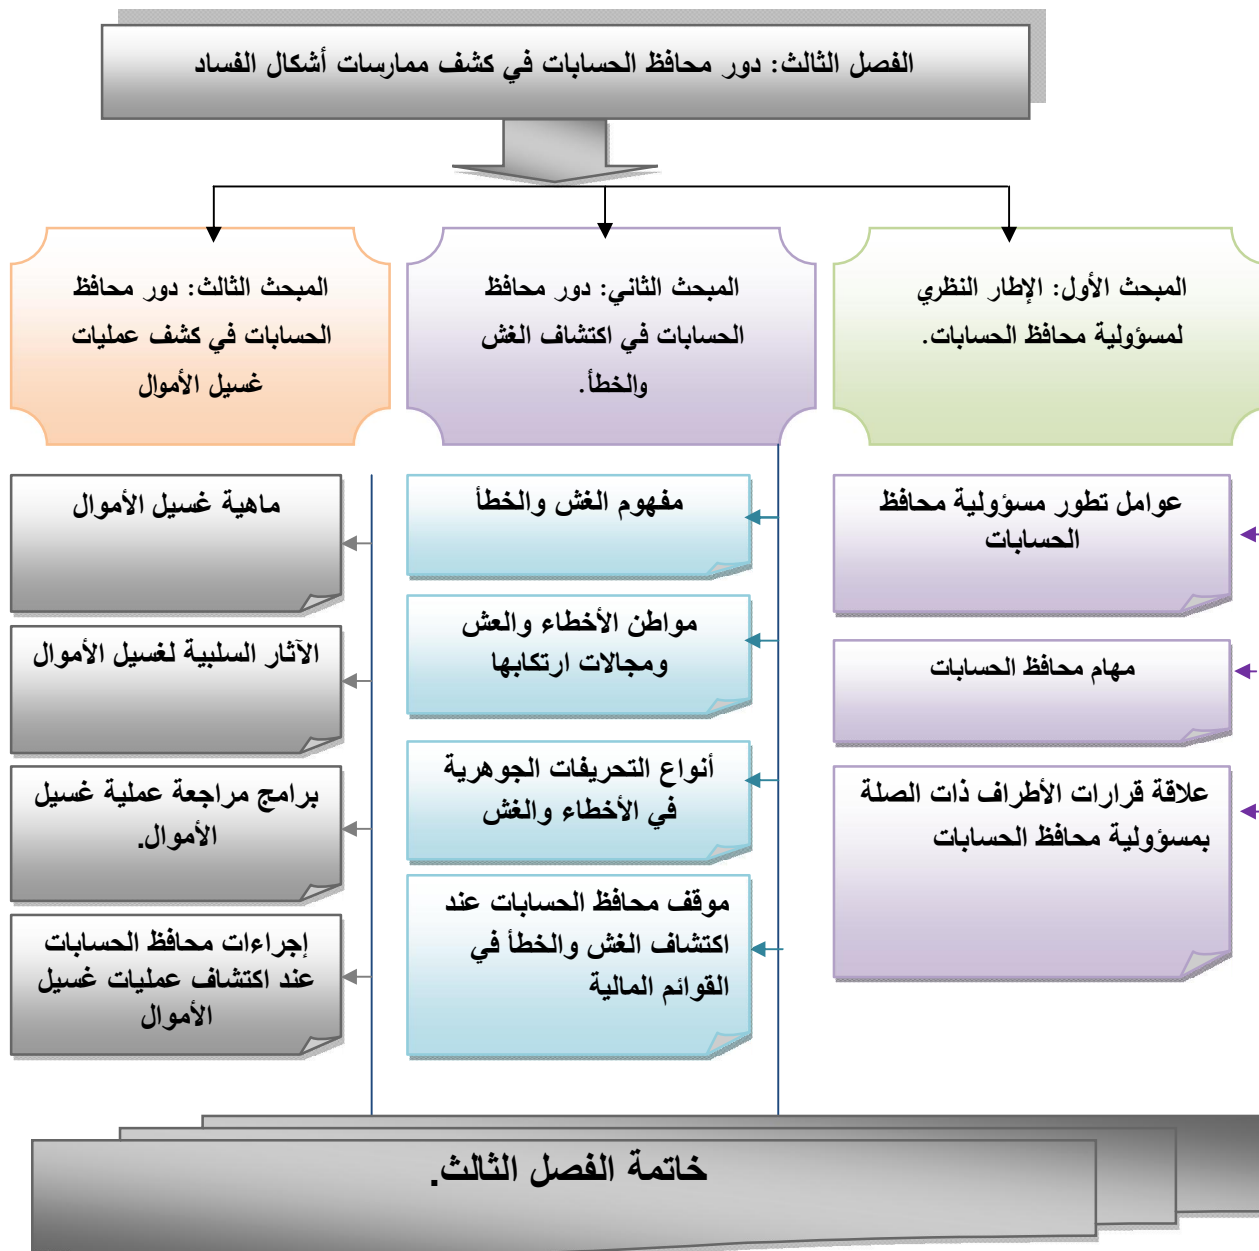 الفصل الثالث: دور محافظ الحسابات في كشف ممارسات أشكال الفساد
المبحث الأول: الإطار النظري
لمسؤولية محافظ الحسابات.
عوامل تطور مسؤولية محافظ
الحسابات
مهام محافظ الحسابات
علاقة قرارات الأطراف ذات الصلة
بمسؤولية محافظ الحسابات
المبحث الثاني: دور محافظ
الحسابات في اكتشاف الغش
والخطأ.
مفهوم الغش والخطأ
مواطن الأخطاء والعش
ومجالات ارتكابها
أنواع التحريفات الجوهرية
في الأخطاء والغش
موقف محافظ الحسابات عند
اكتشاف الغش والخطأ في
القوائم المالية
المبحث الثالث: دور محافظ
الحسابات في كشف عمليات
غسيل الأموال
ماهية غسيل الأموال
الآثار السلبية لغسيل الأموال
برامج مراجعة عملية غسيل
الأموال.
إجراءات محافظ الحسابات
عند اكتشاف عمليات غسيل
الأموال
خاتمة الفصل الثالث.